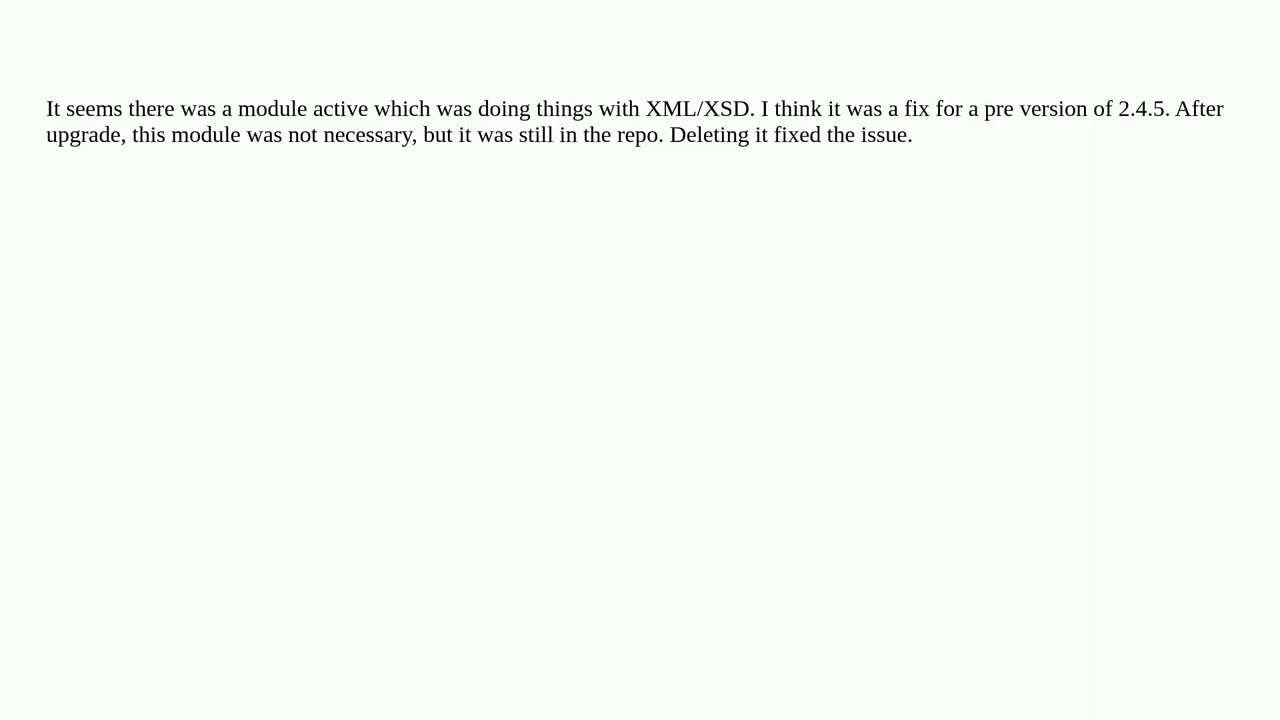 It seems there was a module active which was doing things with XML/XSD. I think it was a fix for a pre version of 2.4.5. After
upgrade, this module was not necessary, but it was still in the repo. Deleting it fixed the issue.